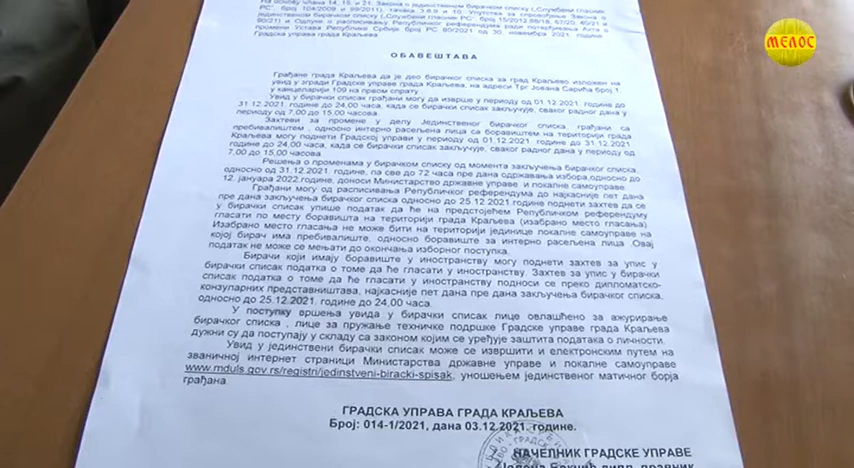 МЕЛОС
На основу члана 14, 15, и 21. Закона о јединственом бирачком списку („Службени гласник
РС", број 104/2009 и 99/2011), тачака
јединственом бирачком списку („Службени гласник РС", број 15/2012,88/18, 67/20, 40/21 и
80/21) и Одлуке о расписивању Републичког референдума ради потврђивања Акта о
промени Устава Републике Србије број РС 80/2021 од 30. новембра 2021. године
Градска управа града Краљева
О Б А В Е Ш Т А В А
Грађане града Краљева да је део бирачког списка за град Краљево изложен на
увид у згради Градске управе града Краљева, на адреси Трг Јована Сарића број 1,
у канцеларији 109 на првом спрату.
Увид у бирачки списак грађани могу да изврше у периоду од 01.12.2021. године до
31.12.2021. године до 24,00 часа, када се бирачки списак закључује, сваког радног дана у
периоду од 7,00 до 15,00 часова.
Захтеви за промене у делу Јединственог бирачког списка, грађани са
пребивалиштем , односно интерно расељена лица са боравиштем, на територији града
Краљева могу поднети Градској управи у периоду од 01.12.2021. године до 31.12.2021.
године до 24,00 часа, када се бирачки списак закључује, сваког радног дана у периоду од
7,00 до 15,00 часова.
Решења о променама у бирачком списку од момента закључења бирачког списка,
односно од 31.12.2021. године, па све до 72 часа пре дана одржавања избора,односно до
12. јануара 2022.године, доноси Министарство државне управе и локалне самоуправе.
Грађани могу од расписивања Републичког референдума до најкасније пет дана
пре дана закључења бирачког списка односно до 25.12.2021.године поднети захтев да се
у бирачки списак упише податак да ће на предстојећем Републичком референдуму
гласати по месту боравишта на територији града Краљева (изабрано место гласања).
Изабрано место гласања не може бити на територији јединице локалне самоуправе на
којој бирач има пребивалиште, односно боравиште за интерно расељена лица. Овај
податак не може се мењати до окончања изборног поступка.
Бирачи који имају боравиште у иностранству могу поднети захтев за упис у
бирачки списак податка о томе да ће гласати у иностранству. Захтев за упис у бирачки
списак податка о томе да ће гласати у иностранству подноси се преко дипломатско-
конзуларних представништава, најкасније пет дана пре дана закључења бирачког списка,
односно до 25.12.2021. године до 24,00 часа.
У поступку вршења увида у бирачки списак лице овлашћено за ажурирање
бирачког списка , лице за пружање техничке подршке Градске управе града Краљева
дужни су да поступају у складу са законом којим се уређује заштита података о личности.
Увид у јединствени бирачки списак може се извршити и електронским путем на
званичној интернет страници Министарства државне управе и локалне самоуправе
www.mduls.gov.rs/registri/jedinstveni-biracki-spisak, уношењем јединственог матичног борја
грађана.
ГРАДСКА УПРАВА ГРАДА КРАЉЕВА
Број: 014-1/2021, дана 03.12.2021. године.
НАЧЕЛНИК ГРАДСКЕ УПРАВЕ
дипл. правник